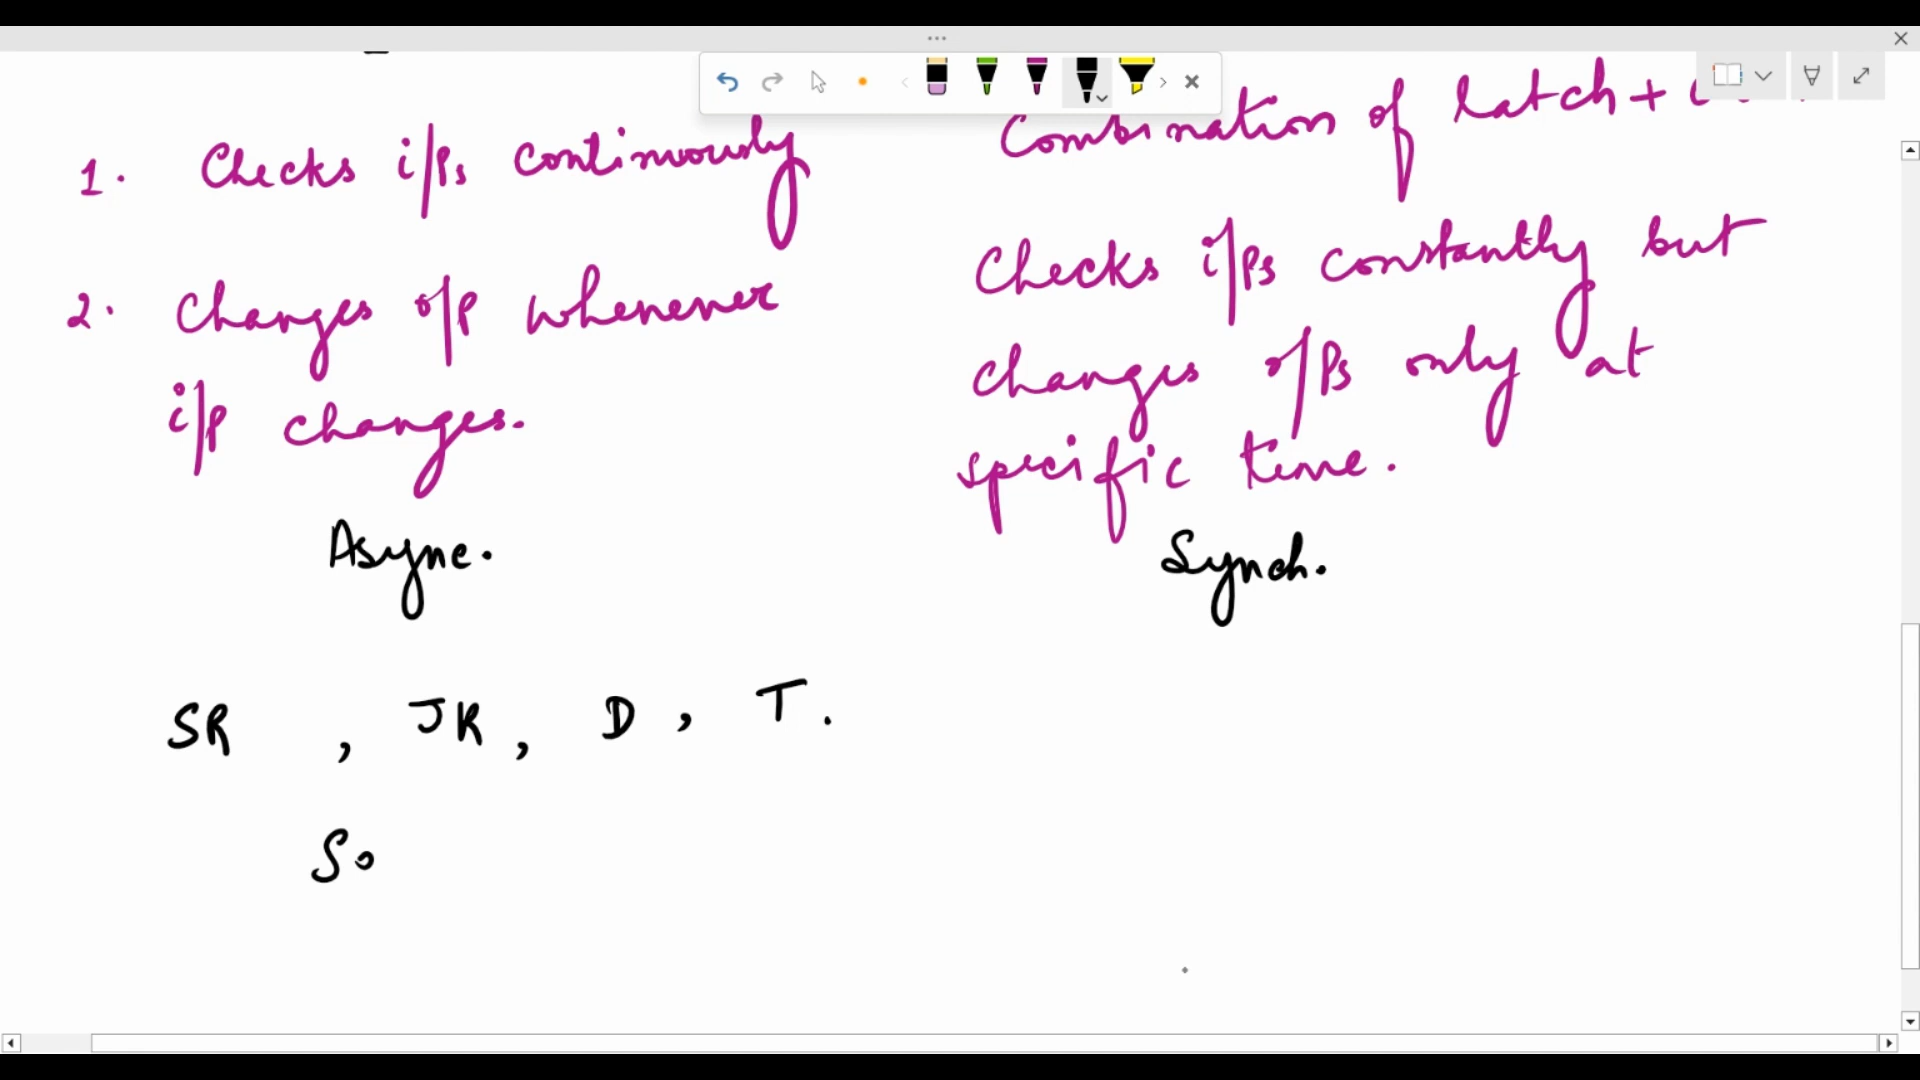 1. Checks i/Ps continuously
2. Changes o/p whenever
i/p changes.
Async.
Combination of latch +
Checks i/Ps constantly but
changes o/Ps only at
specific time.
Synch.
SR , JK , D , T.
So